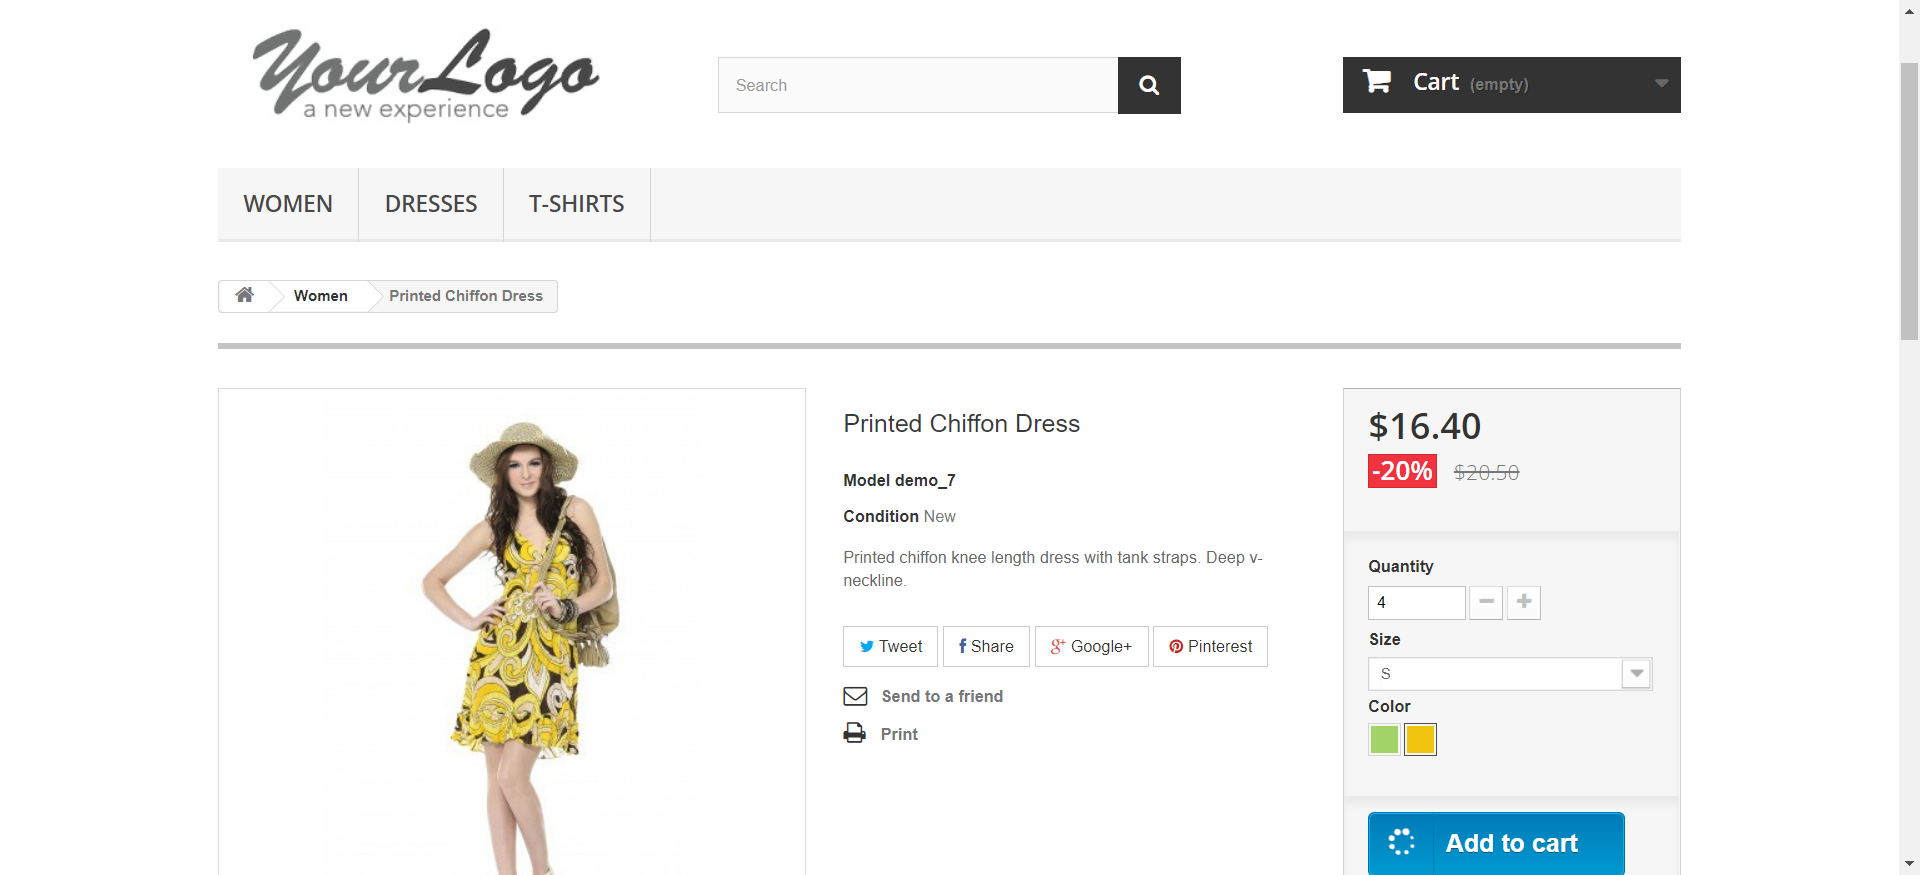 YourLogo
a new experience
Search
Cart (empty)
WOMEN
DRESSES
T-SHIRTS
Women
Printed Chiffon Dress
Printed Chiffon Dress
Model demo_7
Condition New
Printed chiffon knee length dress with tank straps. Deep v-
neckline.
Tweet
Share
Google+
Pinterest
Send to a friend
Print
$16.40
-20% $20.50
Quantity
4
Size
S
Color
Add to cart